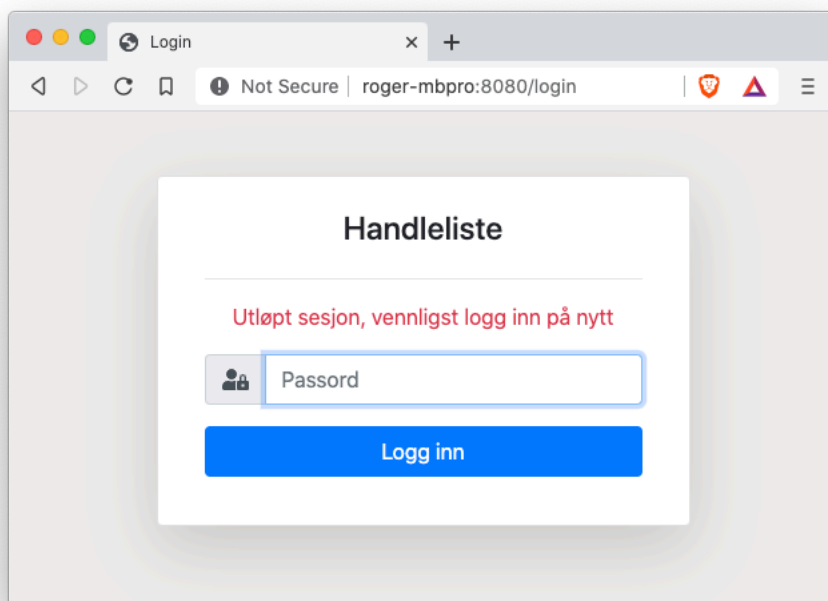 Login
Not Secure roger-mbpro:8080/login
Handleliste
Utløpt sesjon, vennligst logg inn på nytt
Passord
Logg inn